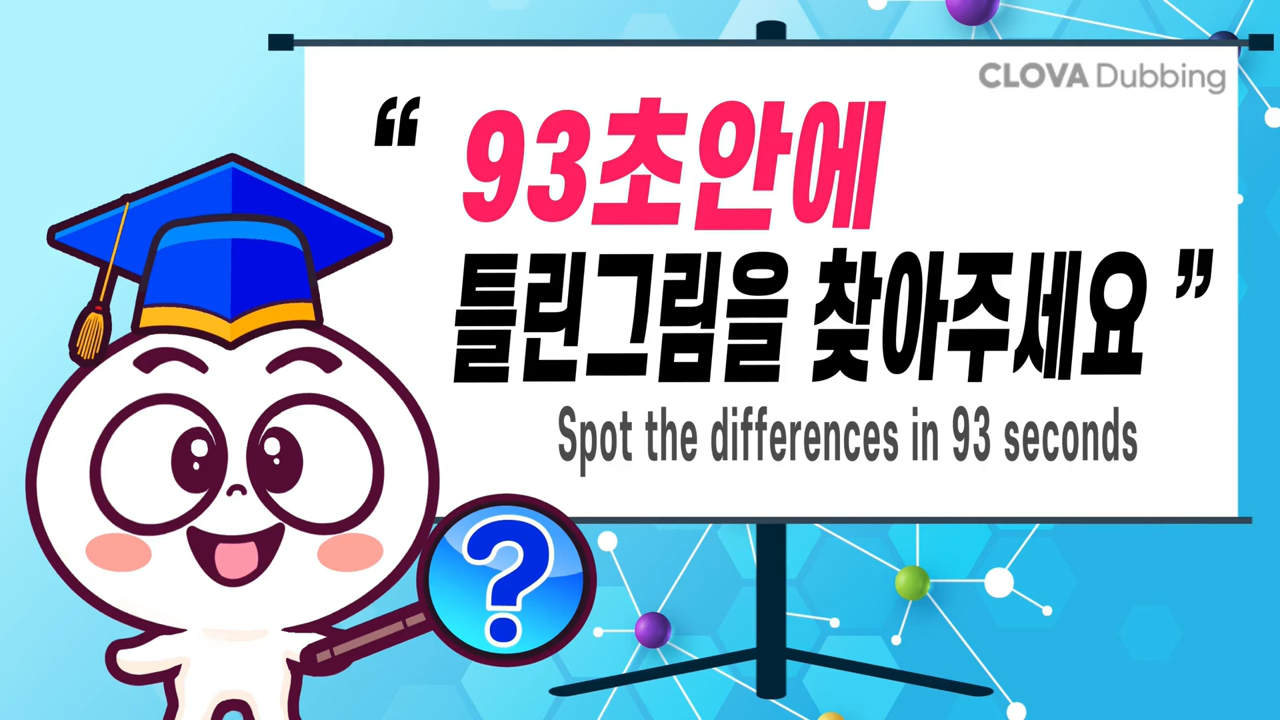 CLOVA Dubbing
“ 93초안에
틀린그림을 찾아주세요 ”
Spot the differences in 93 seconds
?